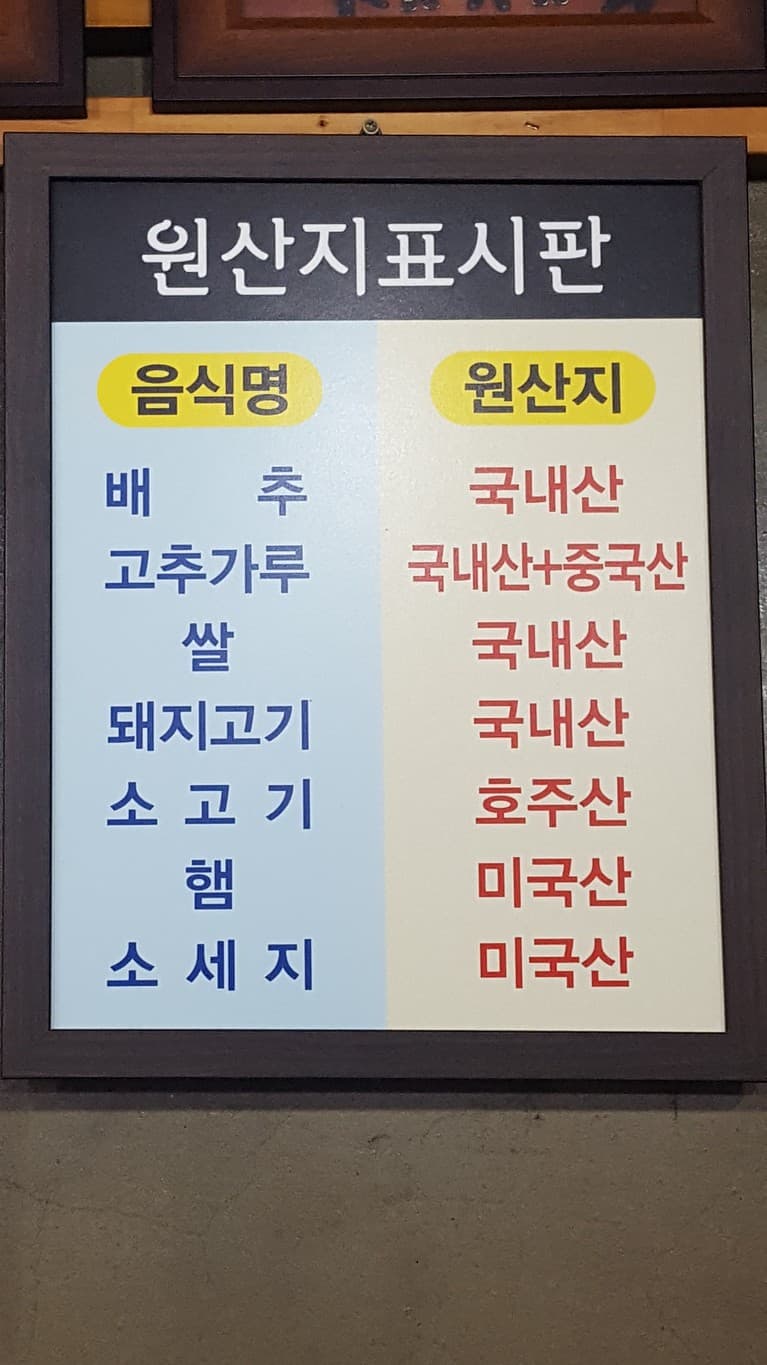 원산지표시판
음식명 원산지
배 추 국내산
고추가루 국내산+중국산
쌀 국내산
돼지고기 국내산
소 고 기 호주산
햄 미국산
소 세 지 미국산